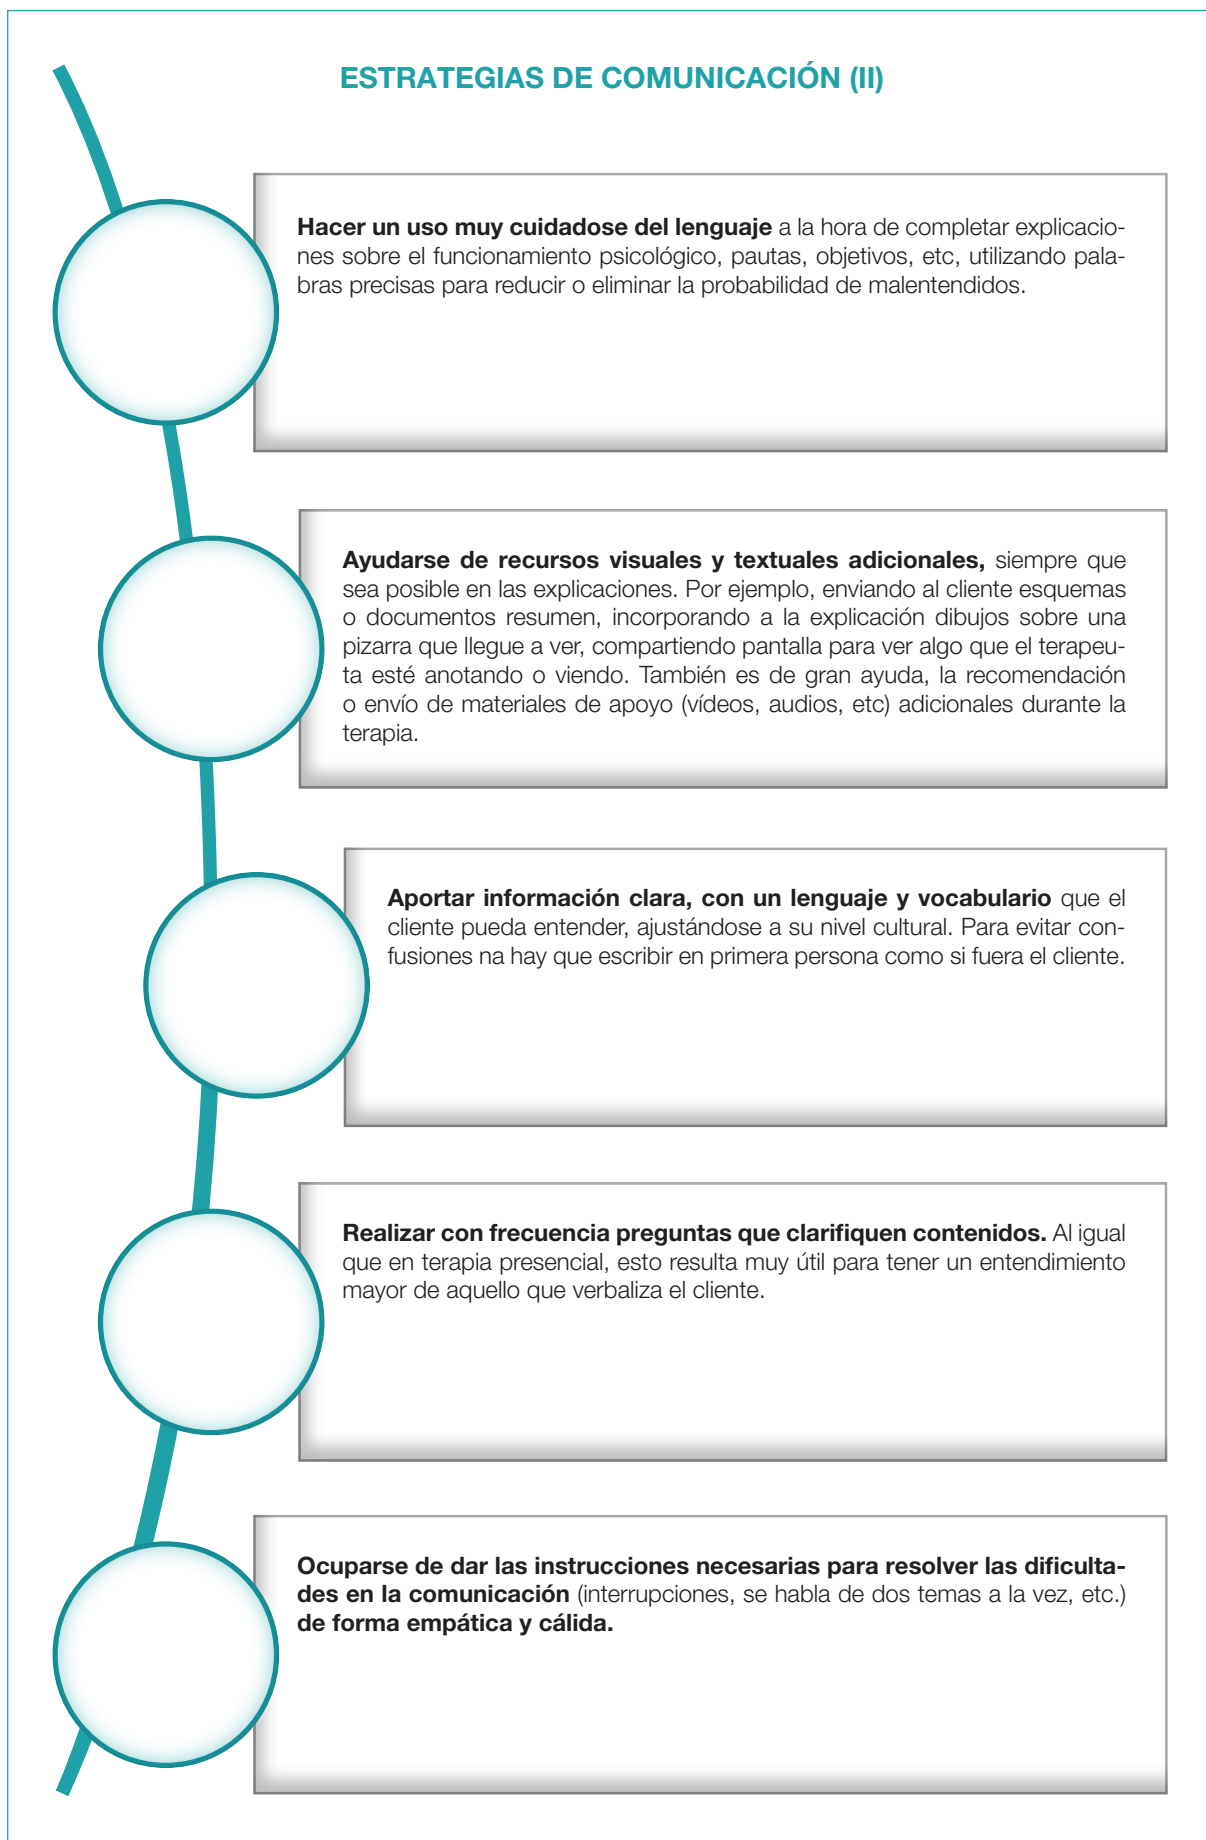 ESTRATEGIAS DE COMUNICACIÓN (II)
Hacer un uso muy cuidadose del lenguaje a la hora de completar explicacio-
nes sobre el funcionamiento psicológico, pautas, objetivos, etc, utilizando pala-
bras precisas para reducir o eliminar la probabilidad de malentendidos.
Ayudarse de recursos visuales y textuales adicionales, siempre que
sea posible en las explicaciones. Por ejemplo, enviando al cliente esquemas
o documentos resumen, incorporando a la explicación dibujos sobre una
pizarra que llegue a ver, compartiendo pantalla para ver algo que el terapeu-
ta esté anotando o viendo. También es de gran ayuda, la recomendación
o envío de materiales de apoyo (vídeos, audios, etc) adicionales durante la
terapia.
Aportar información clara, con un lenguaje y vocabulario que el
cliente pueda entender, ajustándose a su nivel cultural. Para evitar con-
fusiones na hay que escribir en primera persona como si fuera el cliente.
Realizar con frecuencia preguntas que clarifiquen contenidos. Al igual
que en terapia presencial, esto resulta muy útil para tener un entendimiento
mayor de aquello que verbaliza el cliente.
Ocuparse de dar las instrucciones necesarias para resolver las dificulta-
des en la comunicación (interrupciones, se habla de dos temas a la vez, etc.)
de forma empática y cálida.